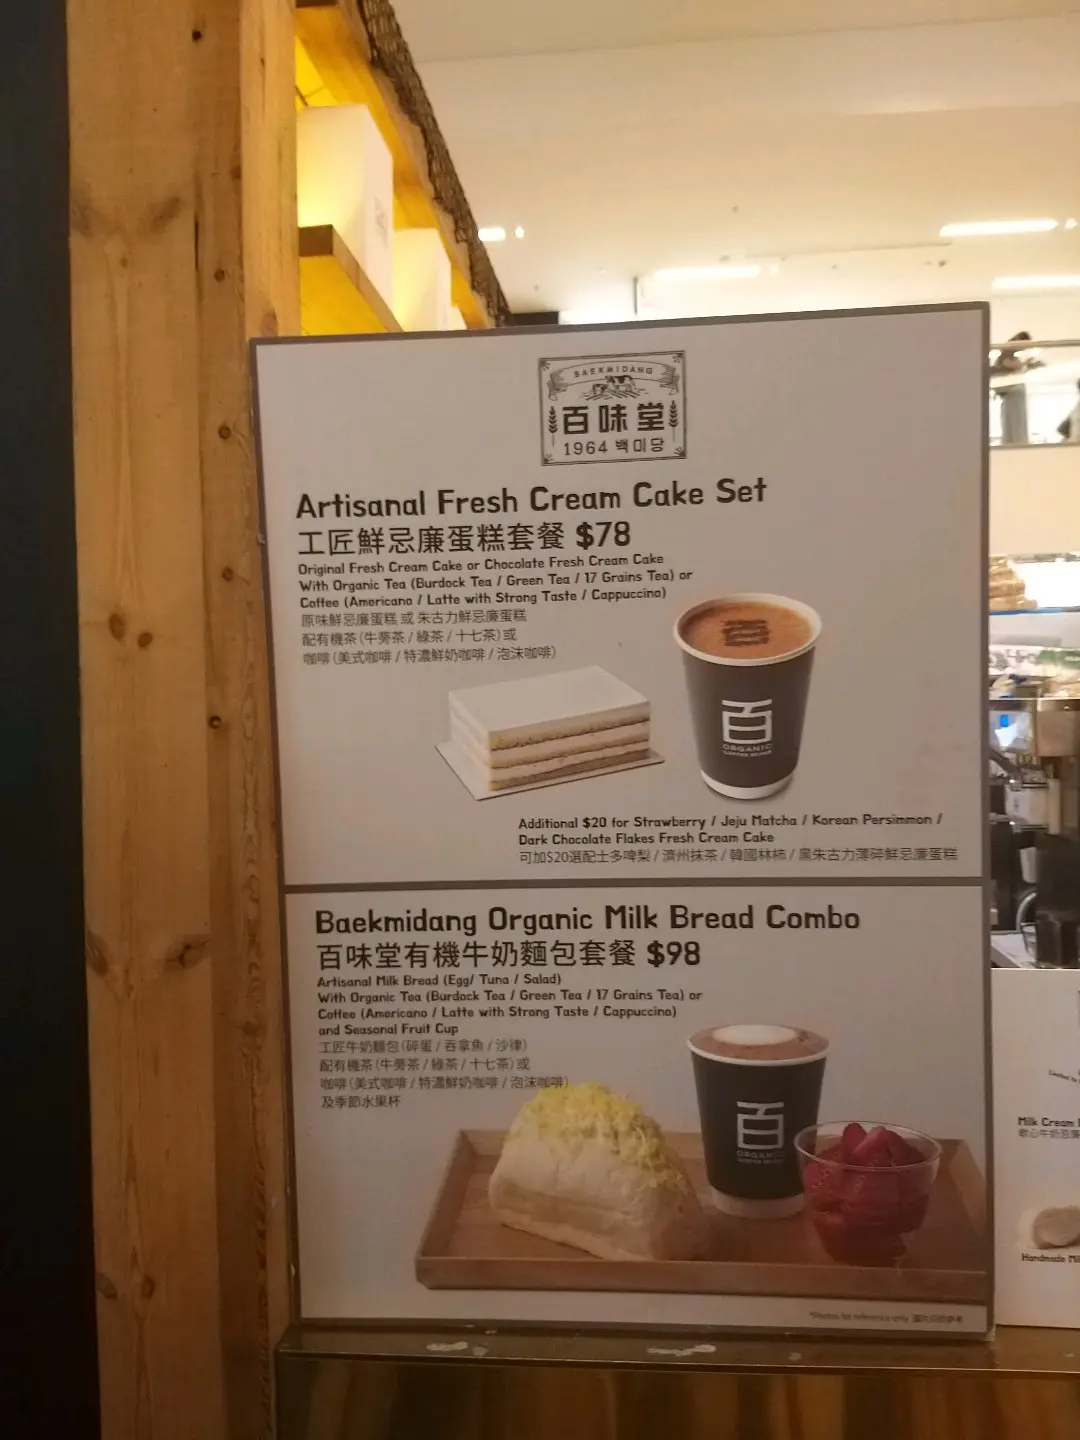 BAEKMIDANG
百味堂
1964 백미당
Artisanal Fresh Cream Cake Set
工匠鮮忌廉蛋糕套餐 $78
Original Fresh Cream Cake or Chocolate Fresh Cream Cake
With Organic Tea (Burdock Tea / Green Tea / 17 Grains Tea) or
Coffee (Americano / Latte with Strong Taste / Cappuccino)
原味鮮忌廉蛋糕 或 朱古力鮮忌廉蛋糕
配有機茶(牛蒡茶 / 綠茶 / 十七茶)或
咖啡(美式咖啡 / 特濃鮮奶咖啡 / 泡沫咖啡)
百
ORGANIC
Additional $20 for Strawberry / Jeju Matcha / Korean Persimmon /
Dark Chocolate Flakes Fresh Cream Cake
可加$20選配士多啤梨 / 濟州抹茶 / 韓國林柿 / 黑朱古力薄碎鮮忌廉蛋糕
Baekmidang Organic Milk Bread Combo
百味堂有機牛奶麵包套餐 $98
Artisanal Milk Bread (Egg/ Tuna / Salad)
With Organic Tea (Burdock Tea / Green Tea / 17 Grains Tea) or
Coffee (Americano / Latte with Strong Taste / Cappuccino)
and Seasonal Fruit Cup
工匠牛奶麵包(碎蛋 / 吞拿魚 / 沙律)
配有機茶(牛蒡茶 / 綠茶 / 十七茶)或
咖啡(美式咖啡 / 特濃鮮奶咖啡 / 泡沫咖啡)
及季節水果杯
百
ORGANIC
*Photos for reference only
Milk Cream
Handmade